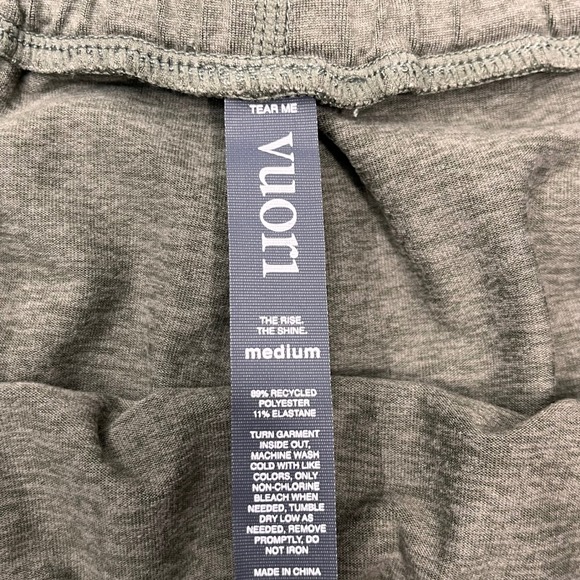 TEAR ME
vuori
THE RISE.
THE SHINE.
medium
89% RECYCLED
POLYESTER
11% ELASTANE
TURN GARMENT
INSIDE OUT,
MACHINE WASH
COLD WITH LIKE
COLORS, ONLY
NON-CHLORINE
BLEACH WHEN
NEEDED, TUMBLE
DRY LOW AS
NEEDED, REMOVE
PROMPTLY, DO
NOT IRON
MADE IN CHINA